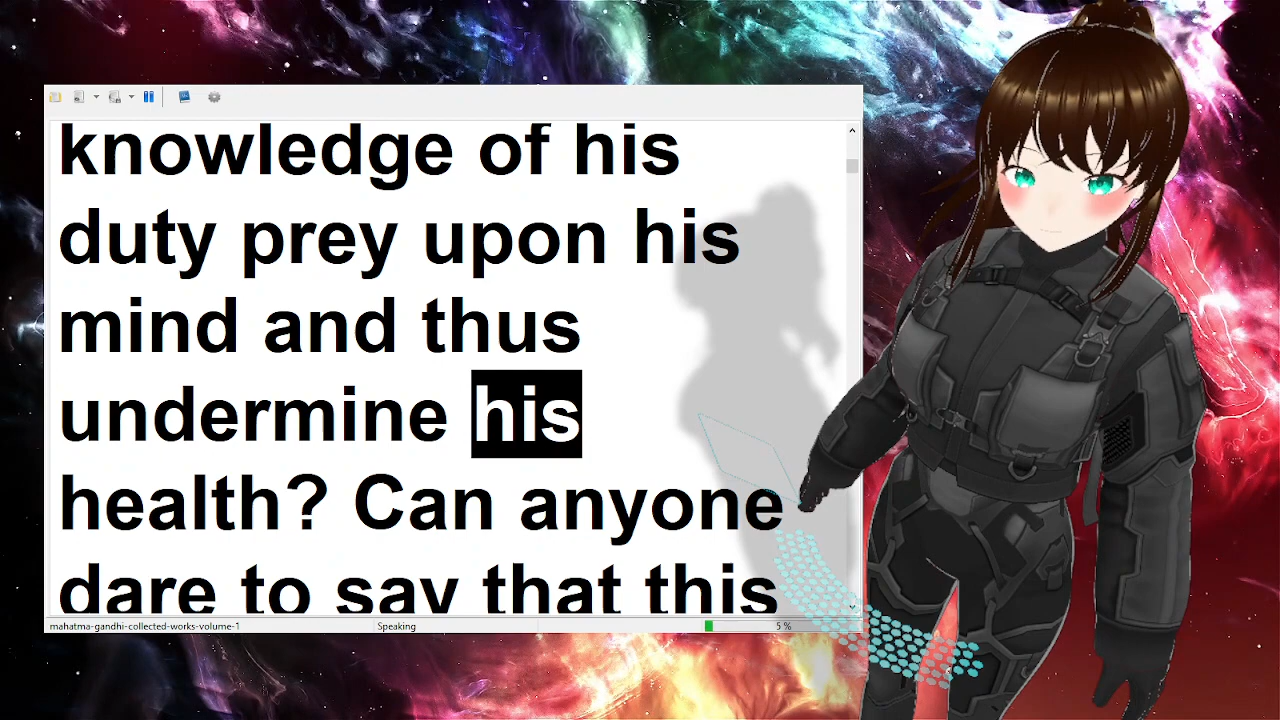 knowledge of his
duty prey upon his
mind and thus
undermine his
health? Can anyone
dare to say that this
mahatma-gandhi-collected-works-volume-1 Speaking 5 %